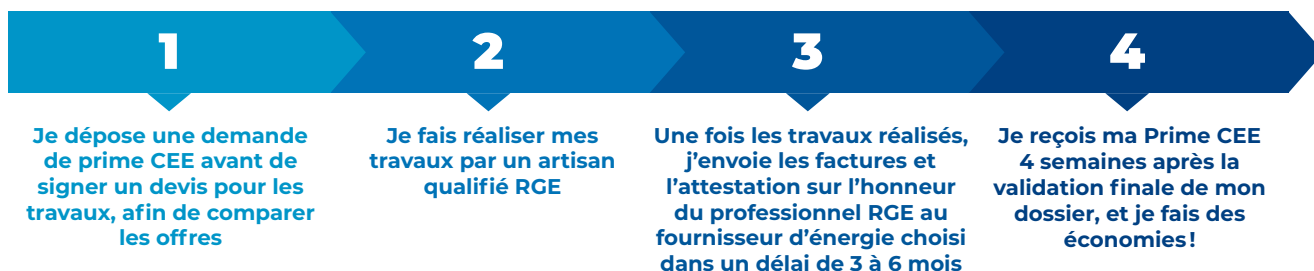 1
Je dépose une demande
de prime CEE avant de
signer un devis pour les
travaux, afin de comparer
les offres
2
Je fais réaliser mes
travaux par un artisan
qualifié RGE
3
Une fois les travaux réalisés,
j’envoie les factures et
l’attestation sur l’honneur
du professionnel RGE au
fournisseur d’énergie choisi
dans un délai de 3 à 6 mois
4
Je reçois ma Prime CEE
4 semaines après la
validation finale de mon
dossier, et je fais des
économies !